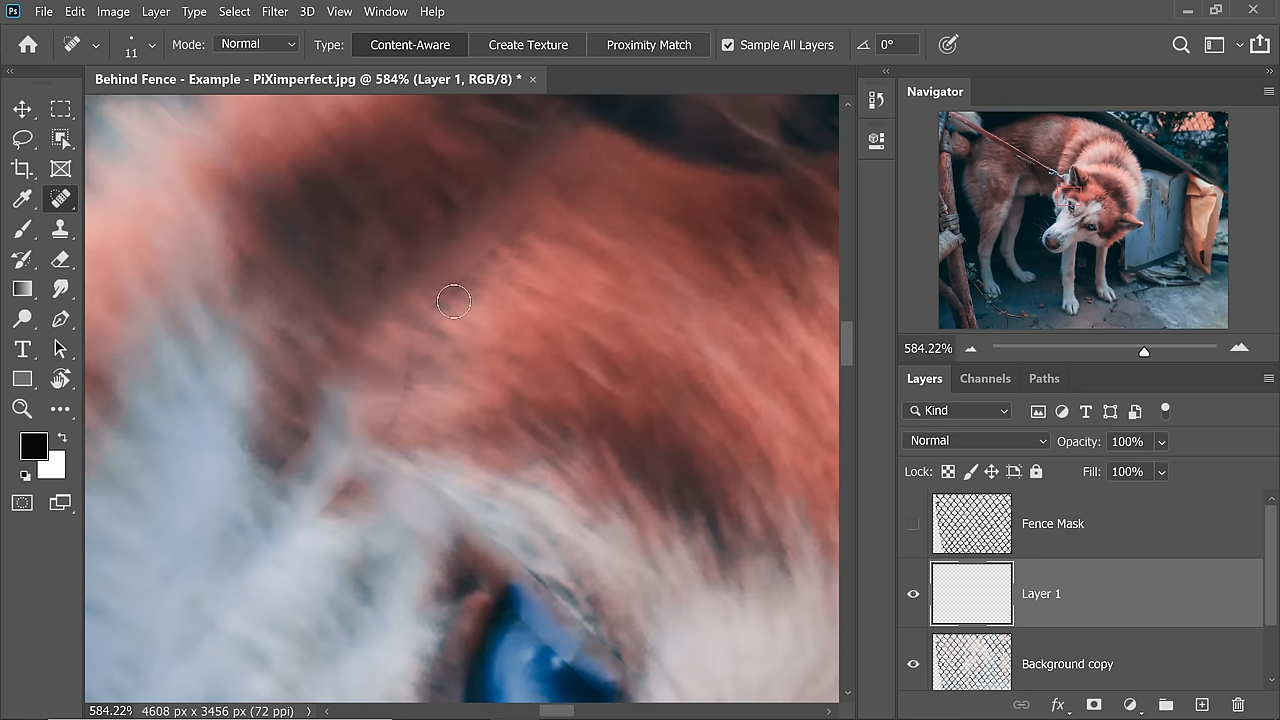 Ps File Edit Image Layer Type Select Filter 3D View Window Help
11 Mode: Normal Type: Content-Aware Create Texture Proximity Match Sample All Layers 0°
Behind Fence - Example - PiXimperfect.jpg @ 584% (Layer 1, RGB/8) * ×
Navigator
584.22%
Layers Channels Paths
Kind
Normal Opacity: 100%
Lock: Fill: 100%
Fence Mask
Layer 1
Background copy
fx
584.22% 4608 px x 3456 px (72 ppi)